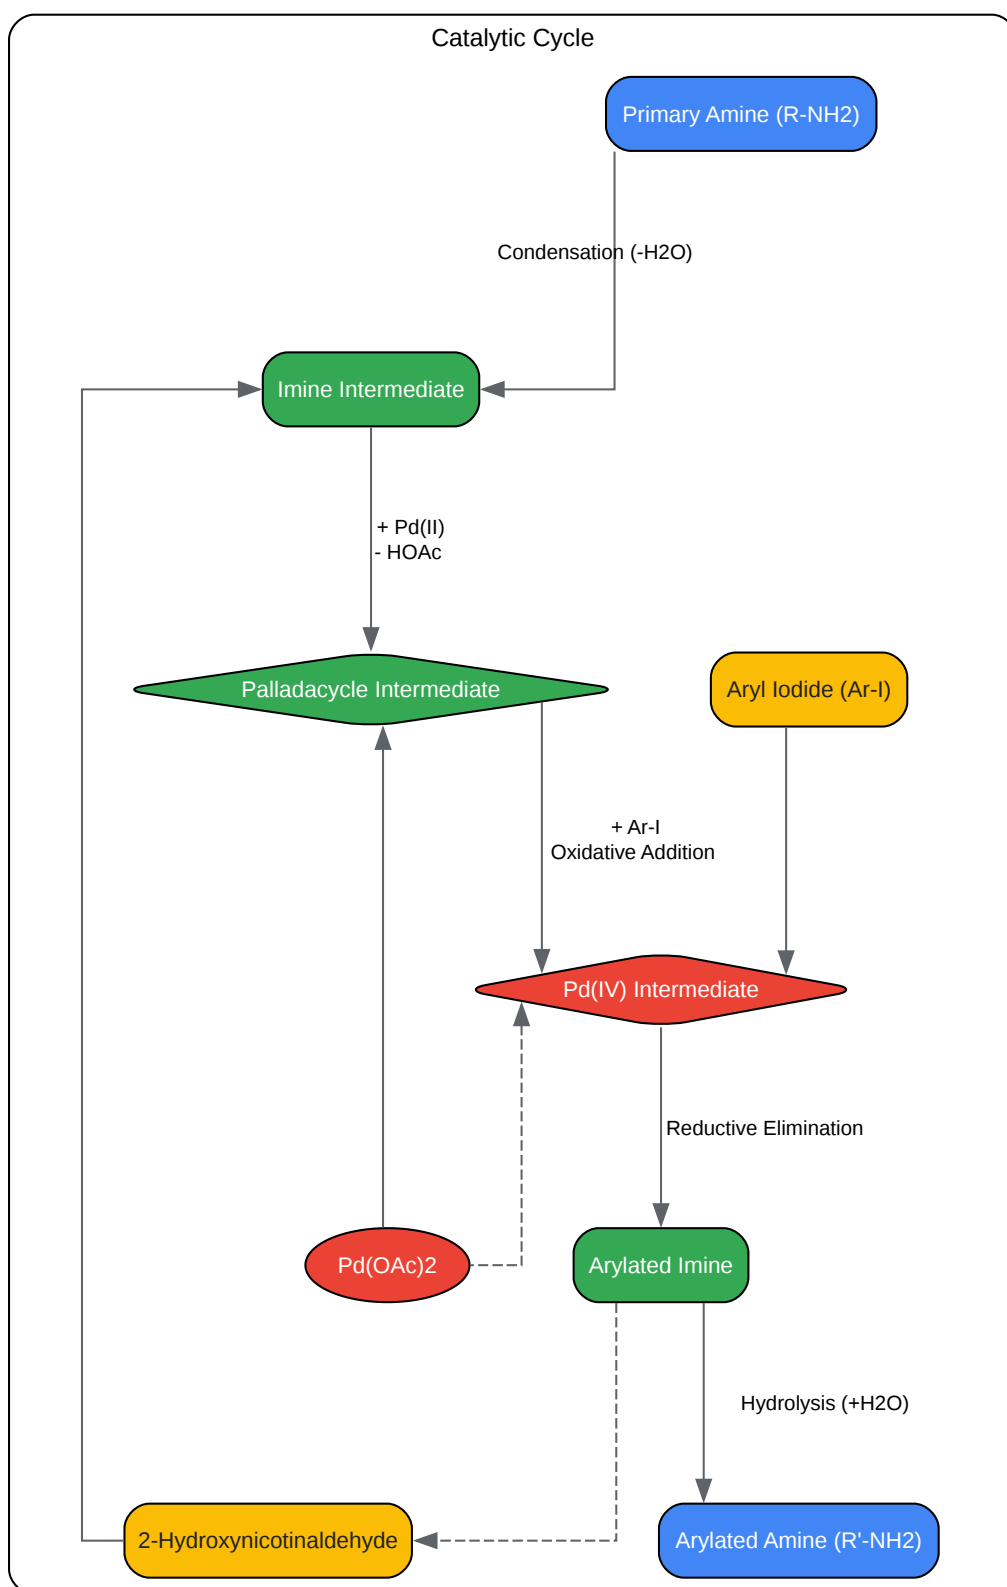 Catalytic Cycle
Primary Amine (R-NH2)
Condensation (-H2O)
Imine Intermediate
+ Pd(II)
- HOAc
Palladacycle Intermediate
Aryl Iodide (Ar-I)
+ Ar-I
Oxidative Addition
Pd(IV) Intermediate
Reductive Elimination
Pd(OAc)2
Arylated Imine
Hydrolysis (+H2O)
2-Hydroxynicotinaldehyde
Arylated Amine (R'-NH2)